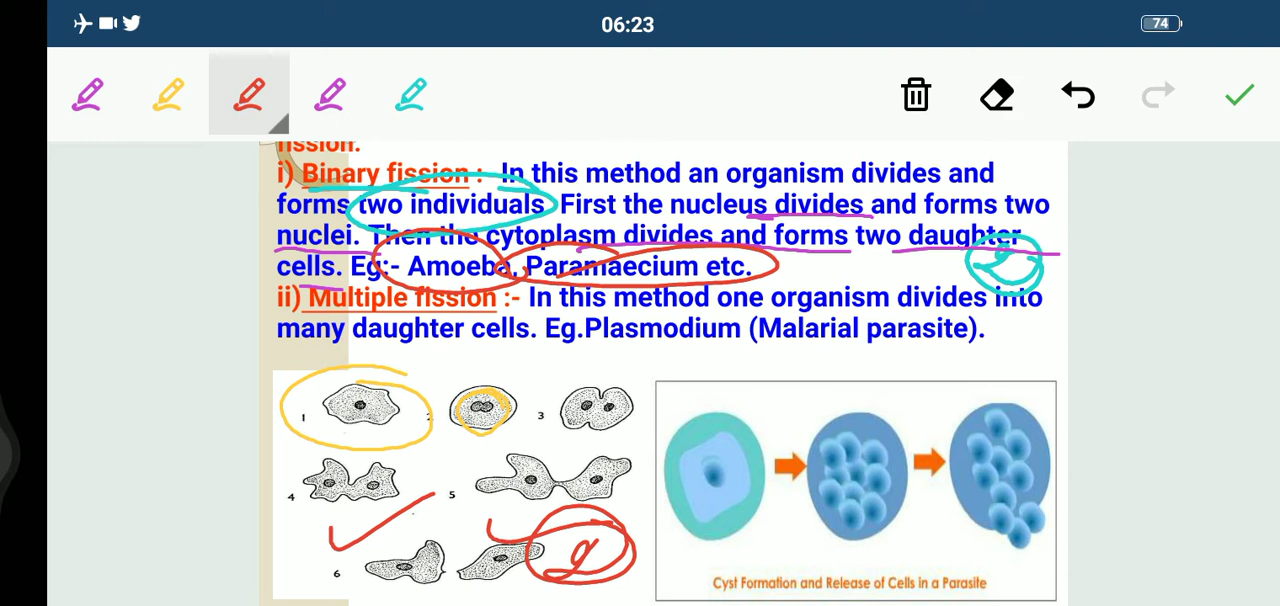 06:23
74
fission.
i) Binary fission :- In this method an organism divides and
forms two individuals First the nucleus divides and forms two
nuclei. Then the cytoplasm divides and forms two daughter
cells. Eg:- Amoeba, Paramaecium etc.
ii) Multiple fission :- In this method one organism divides into
many daughter cells. Eg.Plasmodium (Malarial parasite).
1 2 3
4 5
6
Cyst Formation and Release of Cells in a Parasite